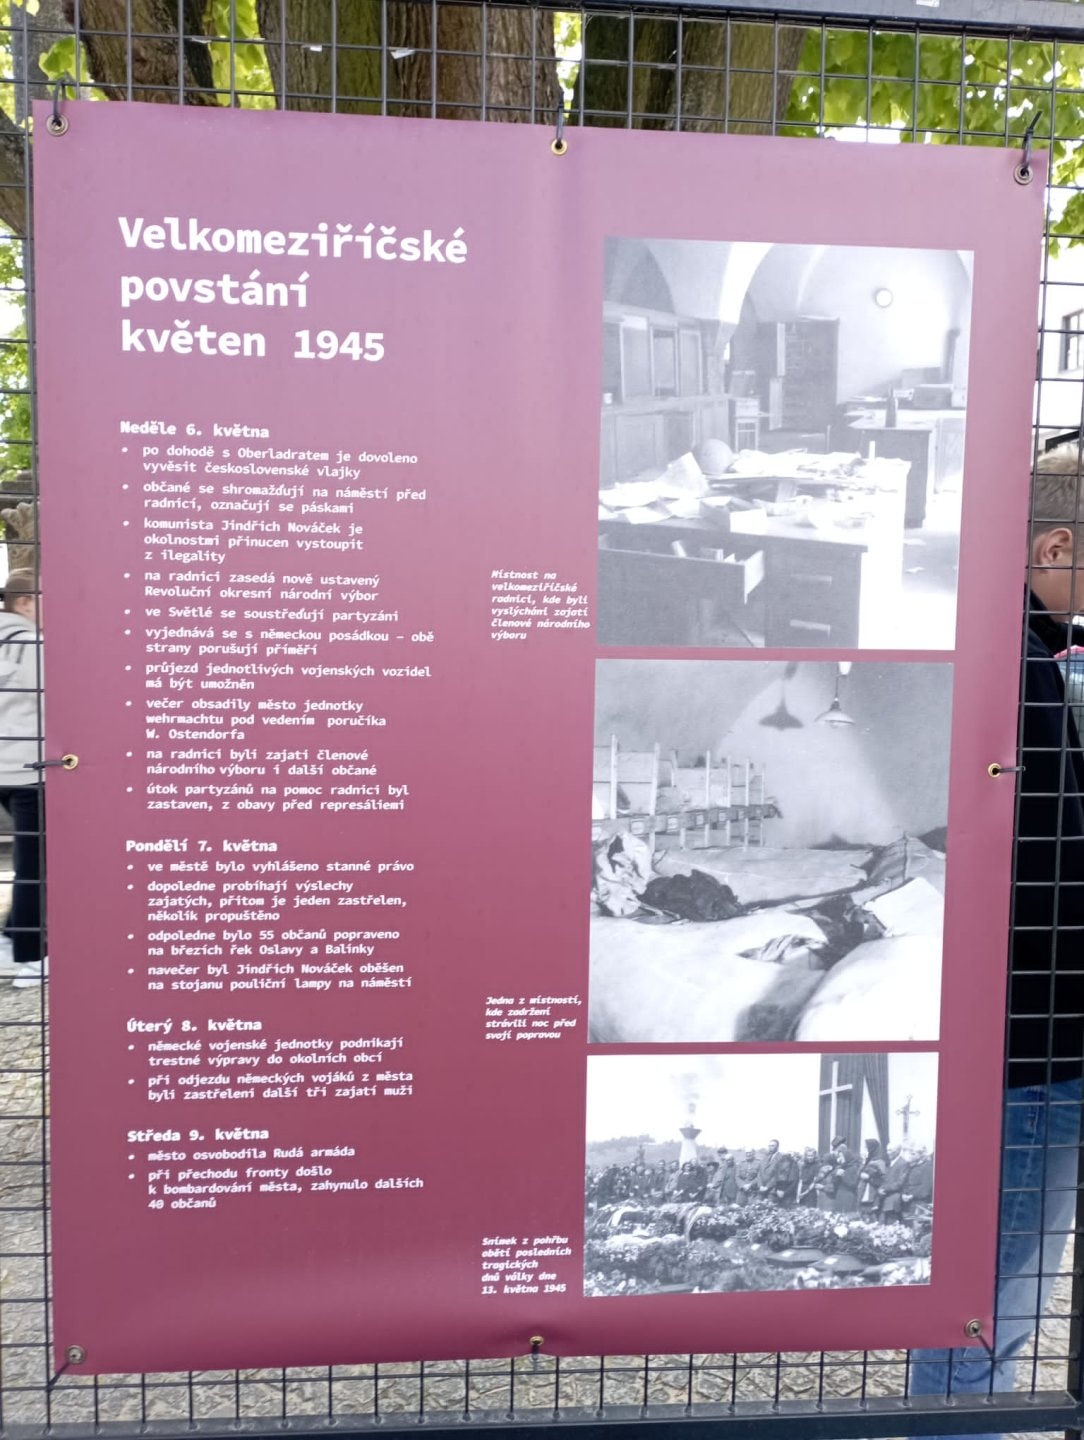 Velkomeziříčské
povstání
květen 1945
Neděle 6. května
• po dohodě s Oberladratem je dovoleno
vyvěsit československé vlajky
• občané se shromažďují na náměstí před
radnicí, označují se páskami
• komunista Jindřich Nováček je
okolnostmi přinucen vystoupit
z ilegality
• na radnici zasedá nově ustavený
Revoluční okresní národní výbor
• ve Světlé se soustřeďují partyzáni
• vyjednává se s německou posádkou – obě
strany porušují příměří
• průjezd jednotlivých vojenských vozidel
má být umožněn
• večer obsadily město jednotky
wehrmachtu pod vedením poručíka
W. Ostendorfa
• na radnici byli zajati členové
národního výboru i další občané
• útok partyzánů na pomoc radnici byl
zastaven, z obavy před represáliemi
Pondělí 7. května
• ve městě bylo vyhlášeno stanné právo
• dopoledne probíhají výslechy
zajatých, přitom je jeden zastřelen,
několik propuštěno
• odpoledne bylo 55 občanů popraveno
na březích řek Oslavy a Balinky
• navečer byl Jindřich Nováček oběšen
na stojanu pouliční lampy na náměstí
Úterý 8. května
• německé vojenské jednotky podnikají
trestné výpravy do okolních obcí
• při odjezdu německých vojáků z města
byli zastřeleni další tři zajatí muži
Středa 9. května
• město osvobodila Rudá armáda
• při přechodu fronty došlo
k bombardování města, zahynulo dalších
40 občanů
Místnost na
velkomeziříčské
radnici, kde byli
vyslýcháni zajatí
členové národního
výboru
Jedna z místností,
kde zadržení
strávili noc před
svojí popravou
Snímek z pohřbu
obětí posledních
tragických
dnů války dne
13. května 1945